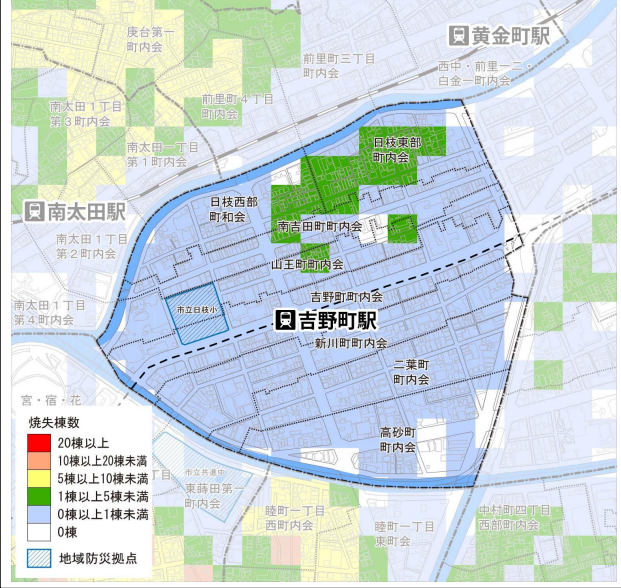 庚台第一
町内会
黄金町駅
前里町三丁目
町内会
西中・前里一二・
白金一町内会
南太田1丁目
第3町内会
前里町4丁目
町内会
南太田一丁目
第1町内会
日枝東部
町内会
日枝西部
町和会
南太田駅
南吉田町町内会
南太田1丁目
第2町内会
山王町町内会
市立日枝小
吉野町町内会
南太田1丁目
第4町内会
吉野町駅
新川町町内会
二葉町
町内会
宮・宿・花
高砂町
町内会
焼失棟数
20棟以上
10棟以上20棟未満
5棟以上10棟未満
1棟以上5棟未満
0棟以上1棟未満
0棟
地域防災拠点
丁目
市立共進中
東蒔田第一
町内会
睦町一丁目
西町内会
睦町一丁目
東町会
中村町四丁目
西部町内会